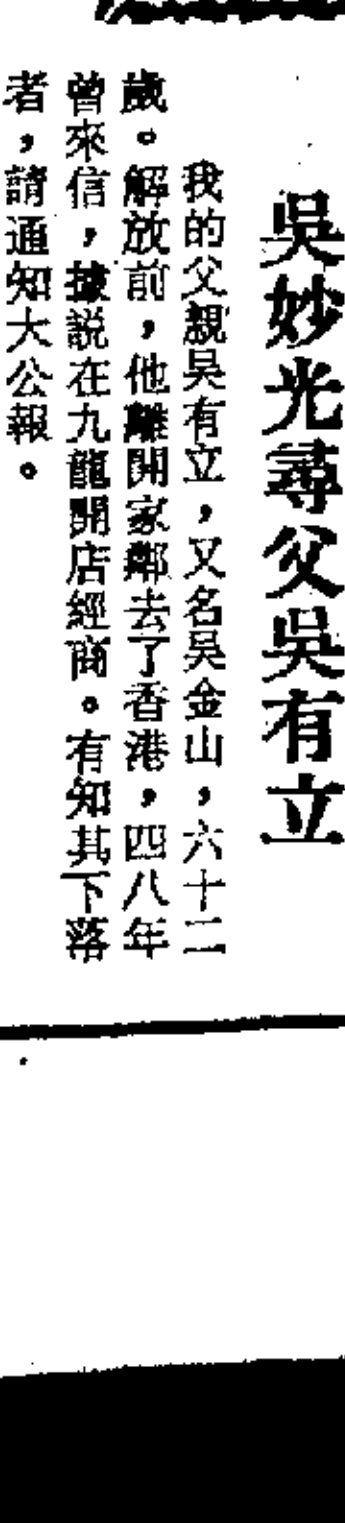 吳妙光尋父吳有立
我的父親吴有立，又名吴金山，六十二
歲。解放前，他離開家鄉去了香港，四八年
曾來信，據説在九龍開店經商。有知其下落
者，請通知大公報。